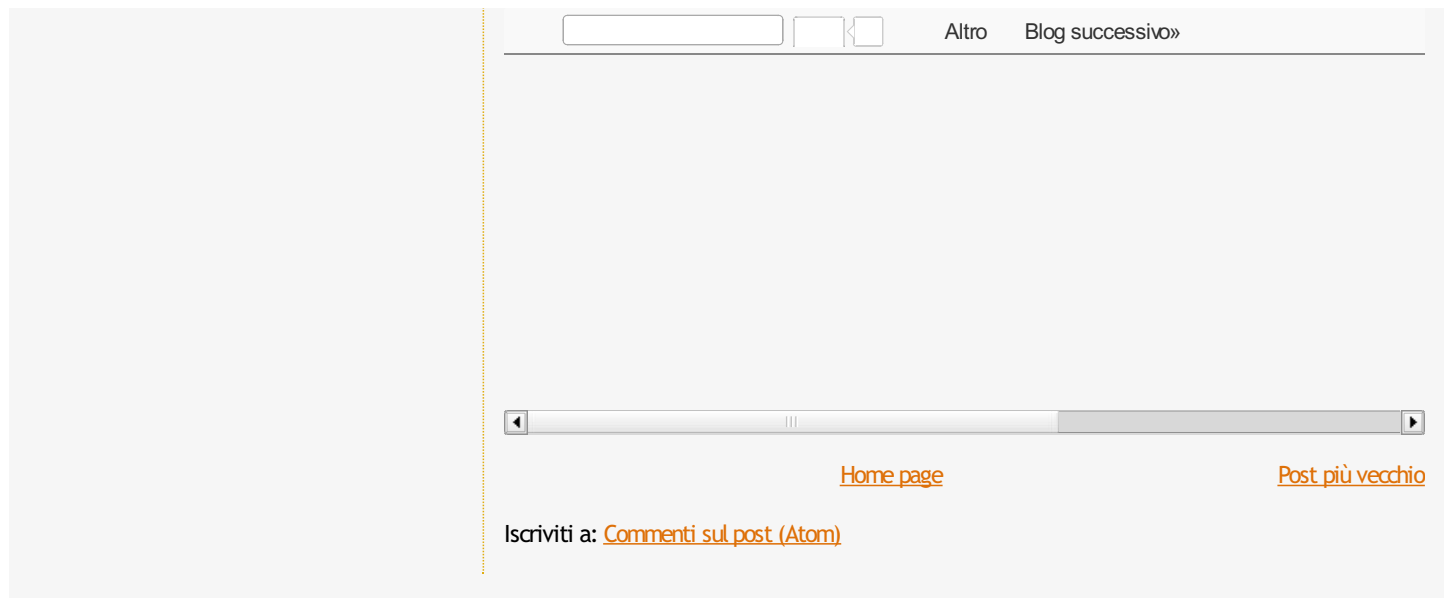 Altro Blog successivo»
Home page Post più vecchio
Iscriviti a: Commenti sul post (Atom)